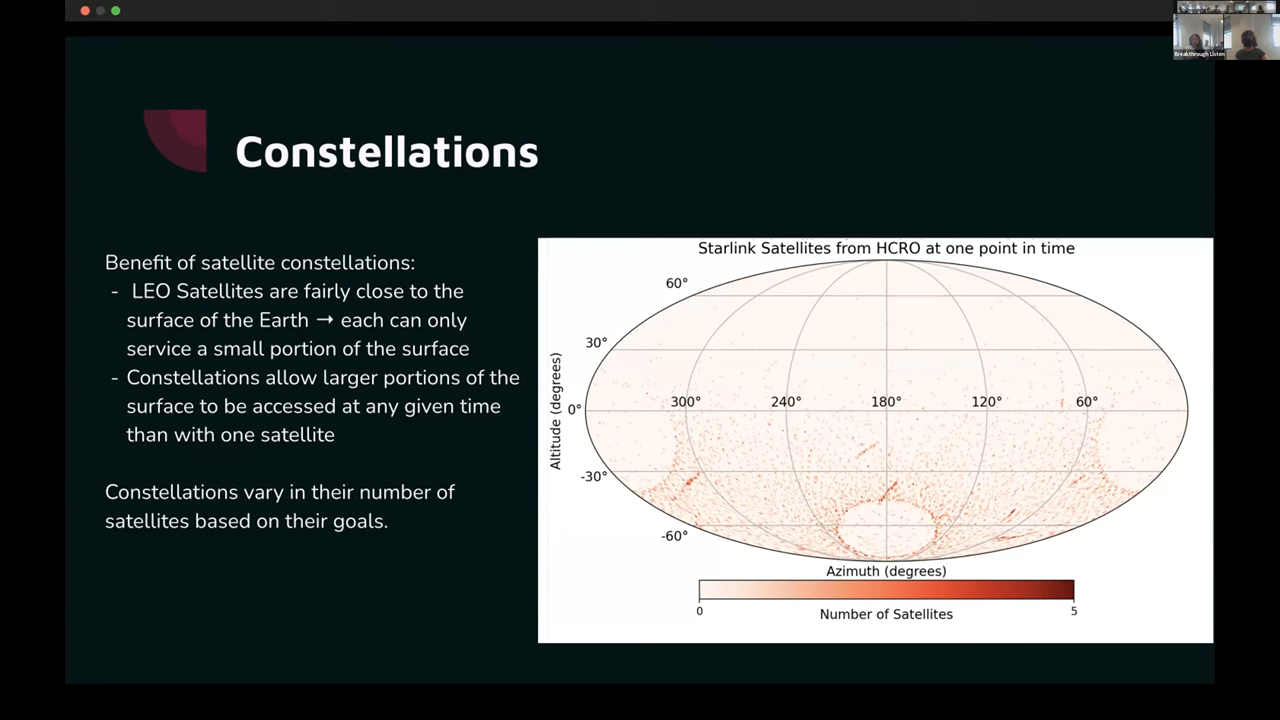 Breakthrough Listen
Constellations
Benefit of satellite constellations:
- LEO Satellites are fairly close to the
surface of the Earth → each can only
service a small portion of the surface
- Constellations allow larger portions of the
surface to be accessed at any given time
than with one satellite
Constellations vary in their number of
satellites based on their goals.
Starlink Satellites from HCRO at one point in time
60°
30°
0°
-30°
-60°
Altitude (degrees)
300° 240° 180° 120° 60°
Azimuth (degrees)
0 5
Number of Satellites